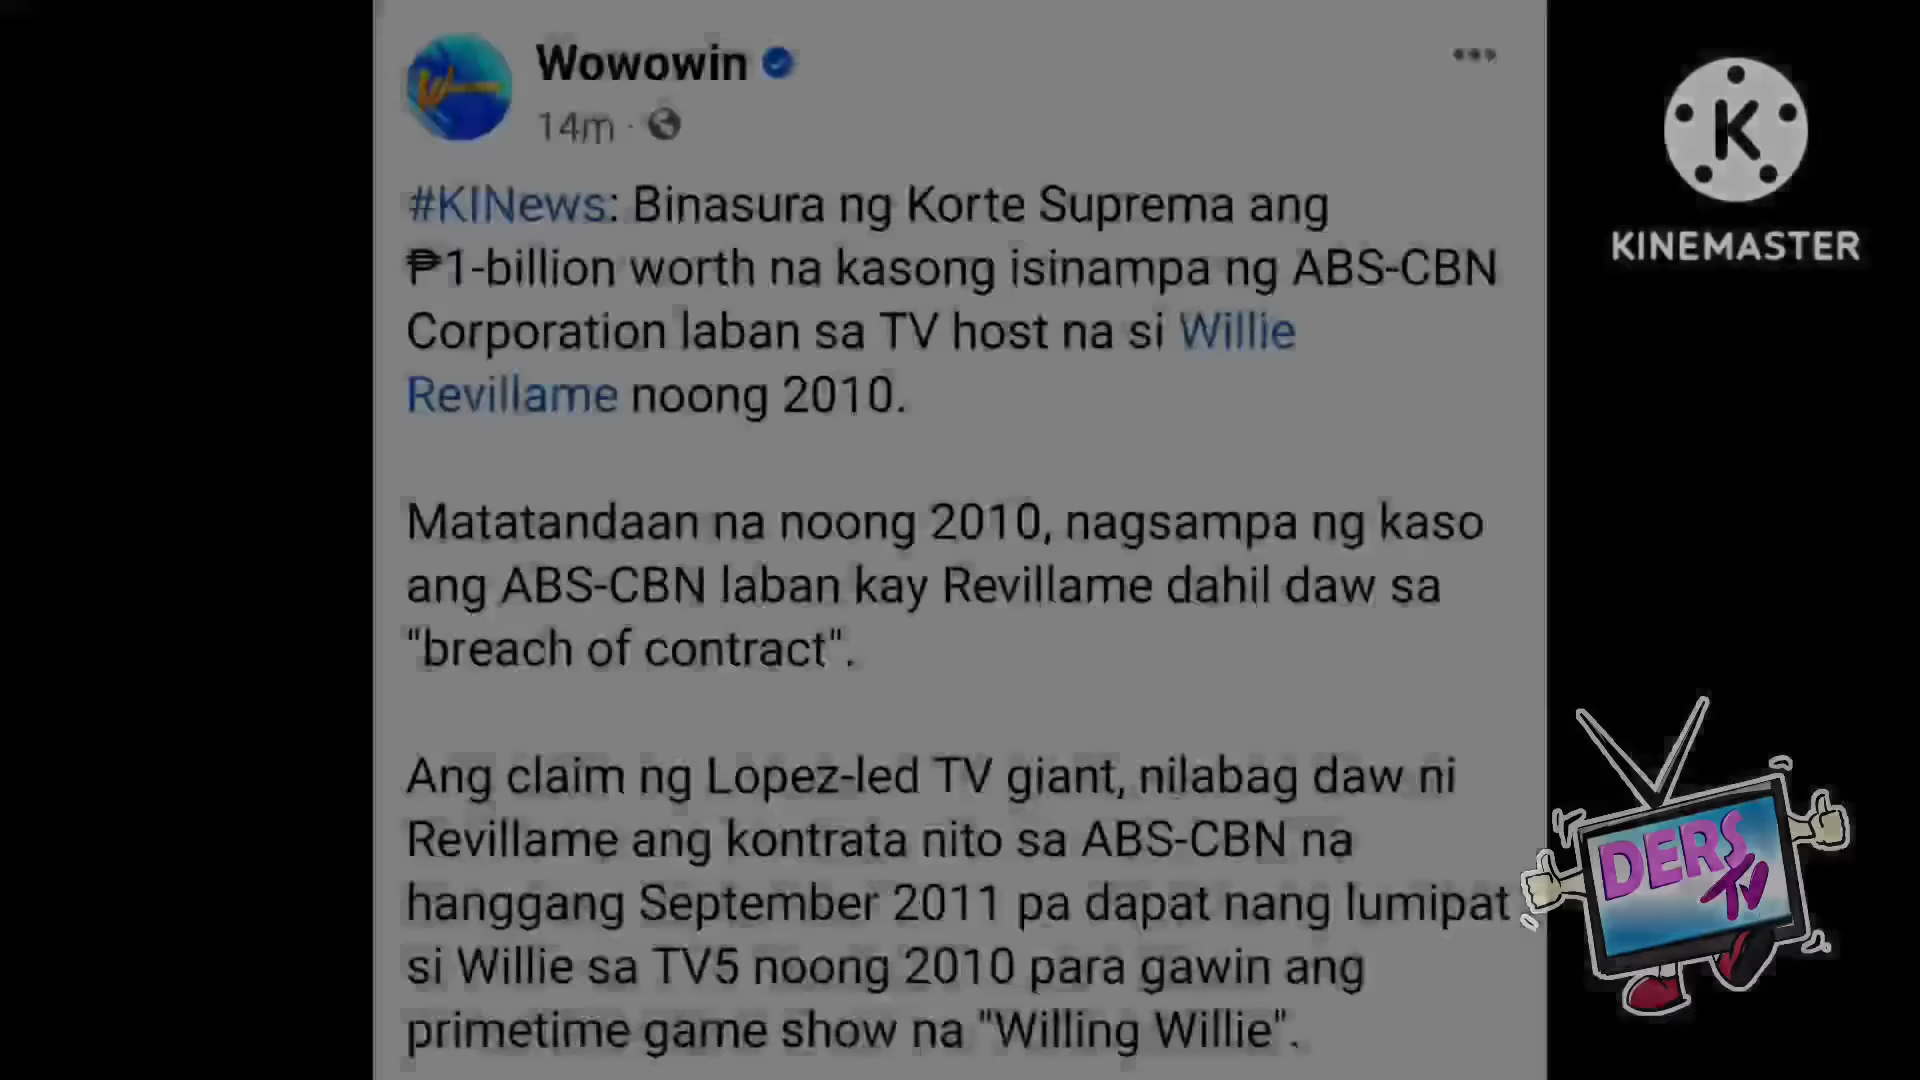 Wowowin
14m
#KINews: Binasura ng Korte Suprema ang
₱1-billion worth na kasong isinampa ng ABS-CBN
Corporation laban sa TV host na si Willie
Revillame noong 2010.
Matatandaan na noong 2010, nagsampa ng kaso
ang ABS-CBN laban kay Revillame dahil daw sa
"breach of contract".
Ang claim ng Lopez-led TV giant, nilabag daw ni
Revillame ang kontrata nito sa ABS-CBN na
hanggang September 2011 pa dapat nang lumipat
si Willie sa TV5 noong 2010 para gawin ang
primetime game show na "Willing Willie".
K
KINEMASTER
DERS
TV